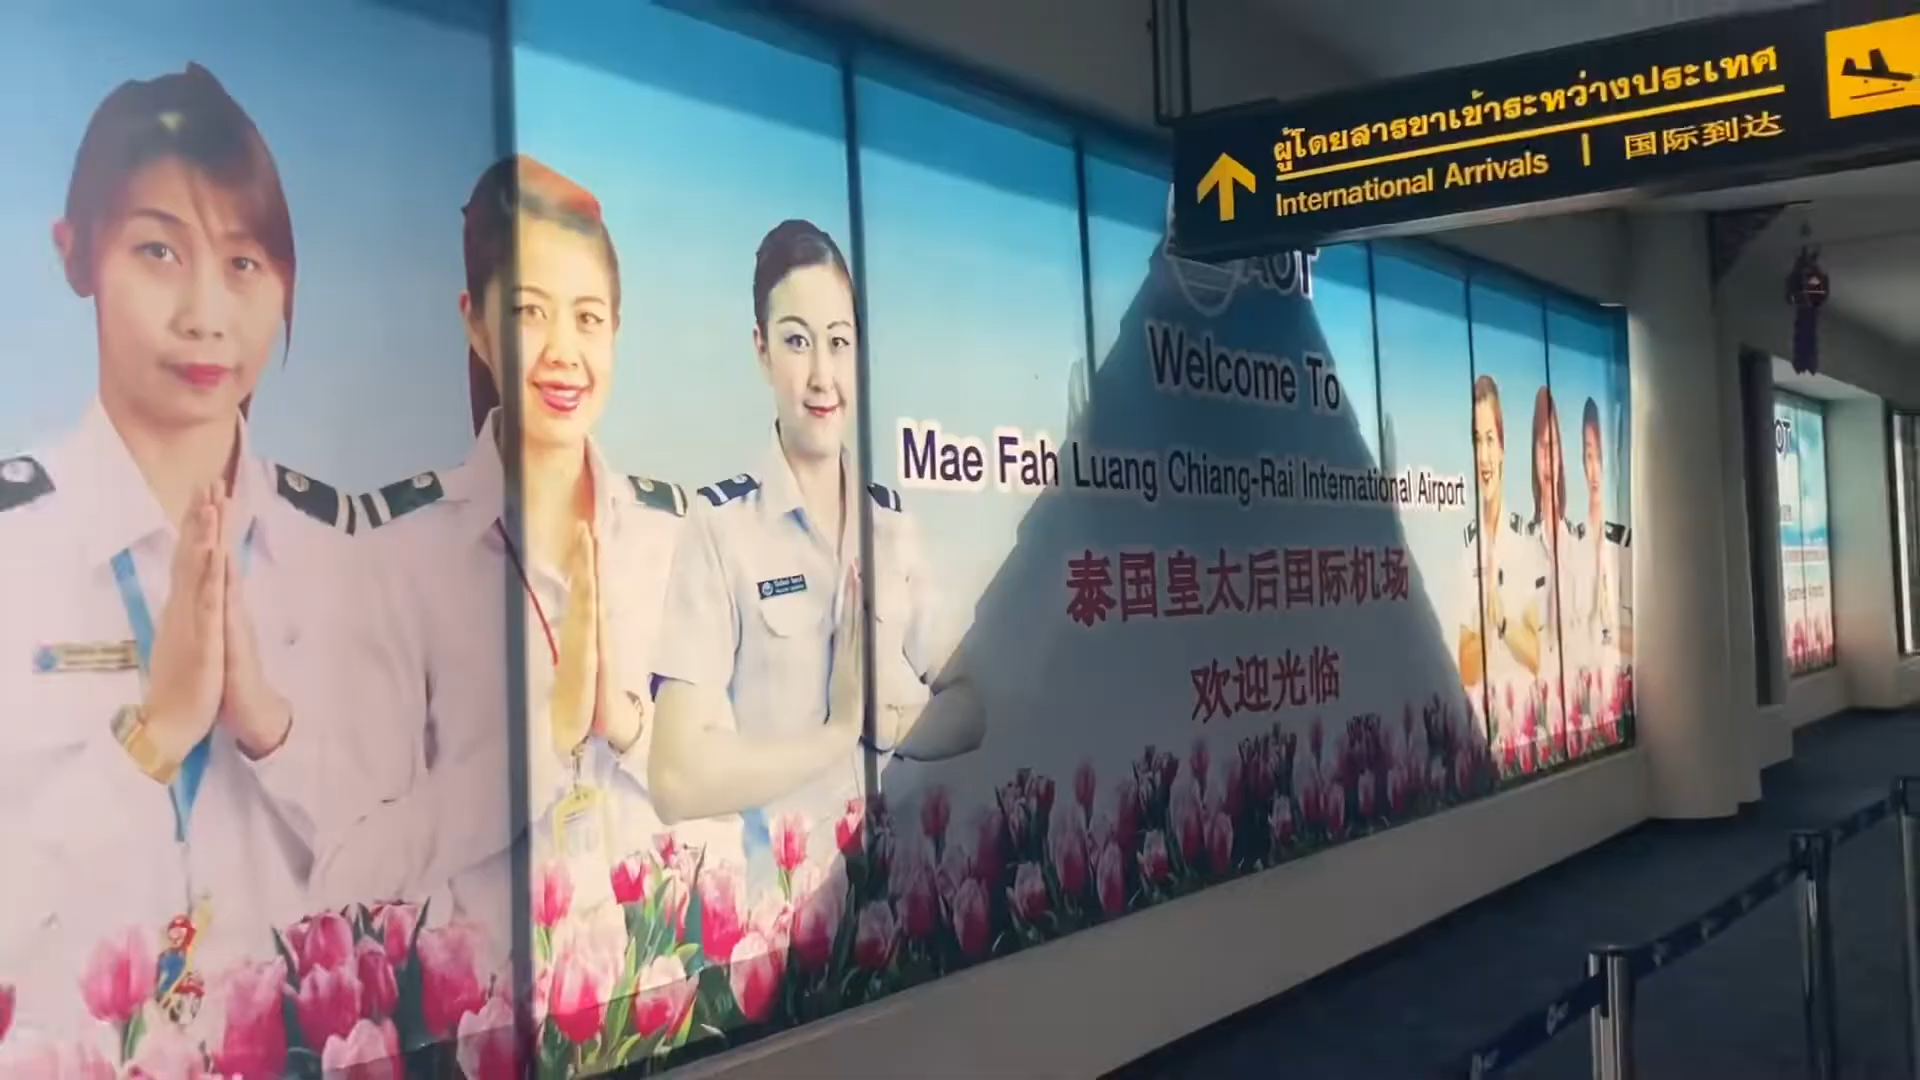 ผู้โดยสารขาเข้าระหว่างประเทศ
International Arrivals | 国际到达
AOT
Welcome To
Mae Fah Luang Chiang-Rai International Airport
泰国皇太后国际机场
欢迎光临